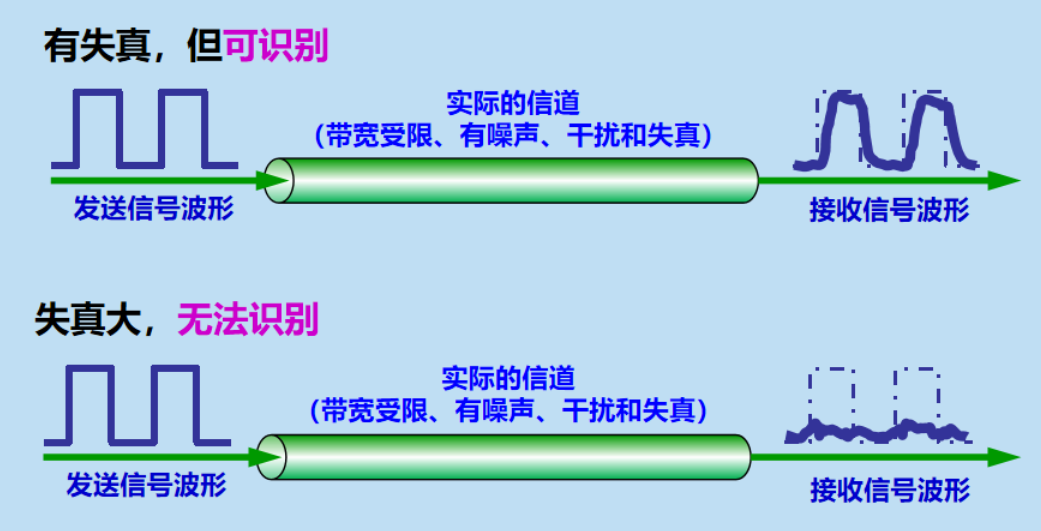 有失真，但可识别
实际的信道
（带宽受限、有噪声、干扰和失真）
发送信号波形
接收信号波形
失真大，无法识别
实际的信道
（带宽受限、有噪声、干扰和失真）
发送信号波形
接收信号波形